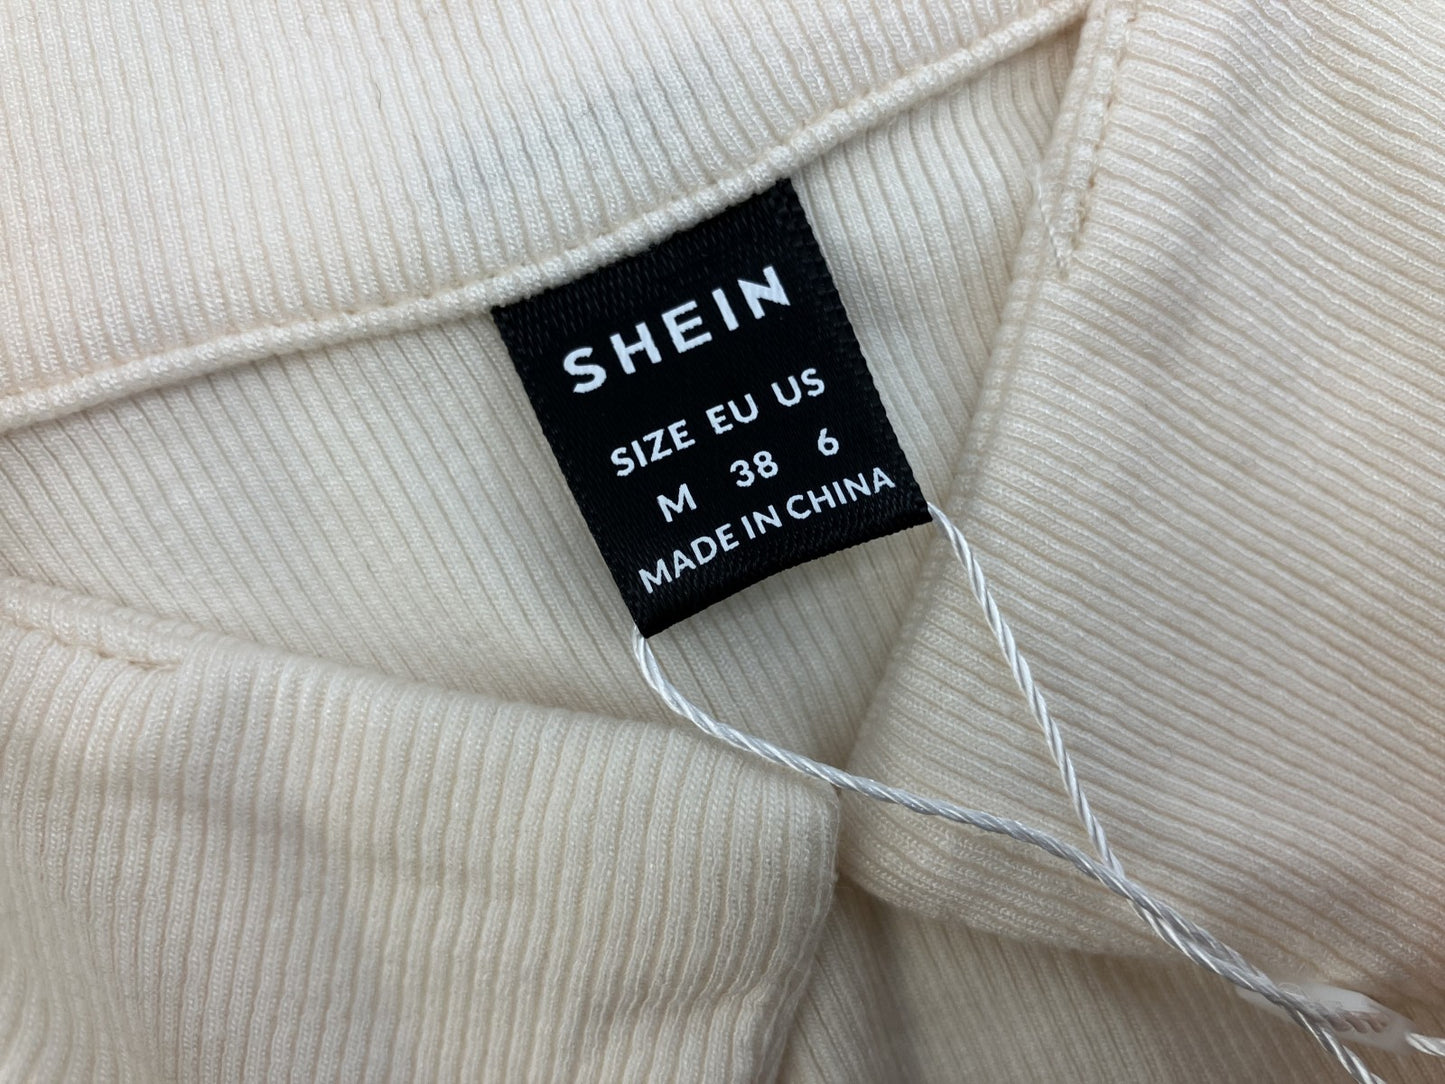 SHEIN
SIZE EU US
M 38 6
MADE IN CHINA